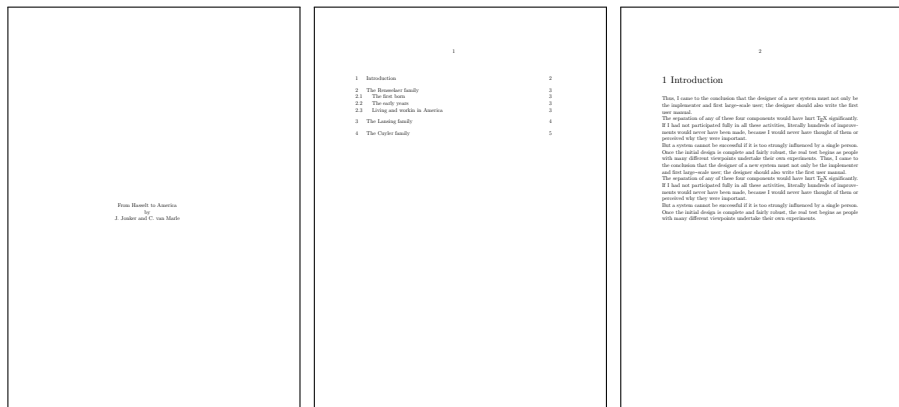 From Hasselt to America
by
J. Jonker and C. van Marle
1
1 Introduction 2
2 The Rensselaer family 3
2.1 The first born 3
2.2 The early years 3
2.3 Living and workin in America 3
3 The Lansing family 4
4 The Cuyler family 5
2
1 Introduction
Thus, I came to the conclusion that the designer of a new system must not only be
the implementer and first large–scale user; the designer should also write the first
user manual.
The separation of any of these four components would have hurt TEX significantly.
If I had not participated fully in all these activities, literally hundreds of improve-
ments would never have been made, because I would never have thought of them or
perceived why they were important.
But a system cannot be successful if it is too strongly influenced by a single person.
Once the initial design is complete and fairly robust, the real test begins as people
with many different viewpoints undertake their own experiments. Thus, I came to
the conclusion that the designer of a new system must not only be the implementer
and first large–scale user; the designer should also write the first user manual.
The separation of any of these four components would have hurt TEX significantly.
If I had not participated fully in all these activities, literally hundreds of improve-
ments would never have been made, because I would never have thought of them or
perceived why they were important.
But a system cannot be successful if it is too strongly influenced by a single person.
Once the initial design is complete and fairly robust, the real test begins as people
with many different viewpoints undertake their own experiments.